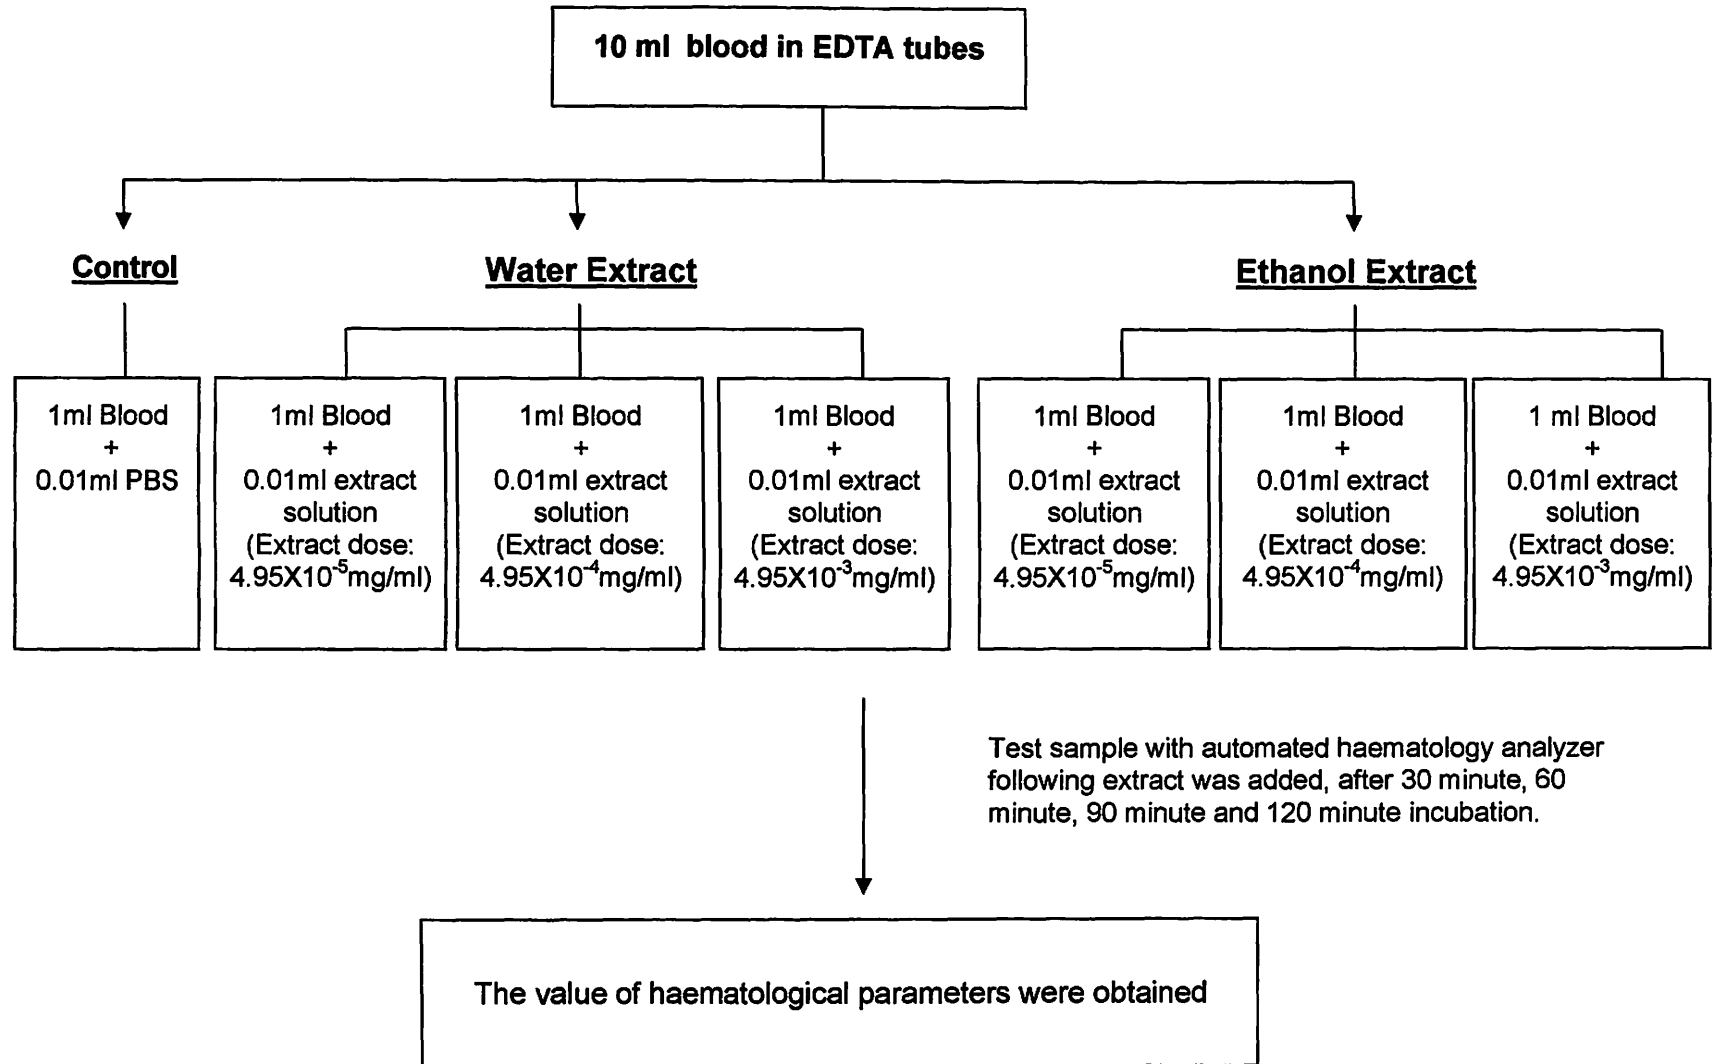 10 ml blood in EDTA tubes
Control
Water Extract
Ethanol Extract
1ml Blood
+
0.01ml PBS
1ml Blood
+
0.01ml extract
solution
(Extract dose:
4.95X10⁻⁵mg/ml)
1ml Blood
+
0.01ml extract
solution
(Extract dose:
4.95X10⁻⁴mg/ml)
1ml Blood
+
0.01ml extract
solution
(Extract dose:
4.95X10⁻³mg/ml)
1ml Blood
+
0.01ml extract
solution
(Extract dose:
4.95X10⁻⁵mg/ml)
1ml Blood
+
0.01ml extract
solution
(Extract dose:
4.95X10⁻⁴mg/ml)
1 ml Blood
+
0.01ml extract
solution
(Extract dose:
4.95X10⁻³mg/ml)
Test sample with automated haematology analyzer
following extract was added, after 30 minute, 60
minute, 90 minute and 120 minute incubation.
The value of haematological parameters were obtained